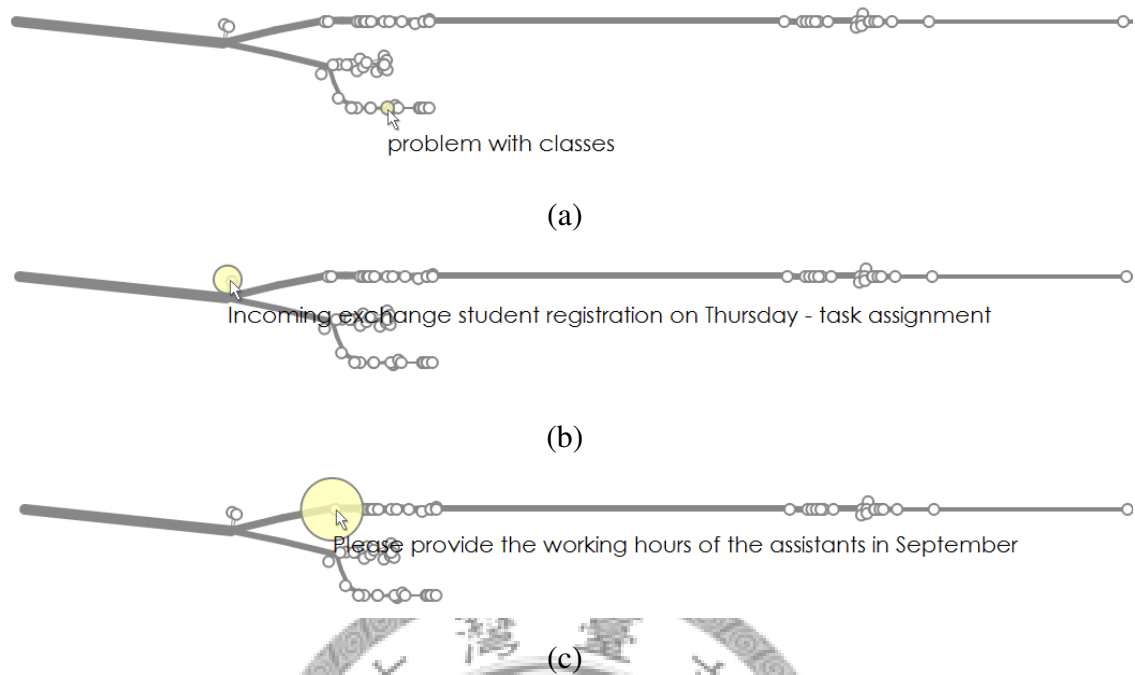 problem with classes
(a)
Incoming exchange student registration on Thursday - task assignment
(b)
Please provide the working hours of the assistants in September
(c)